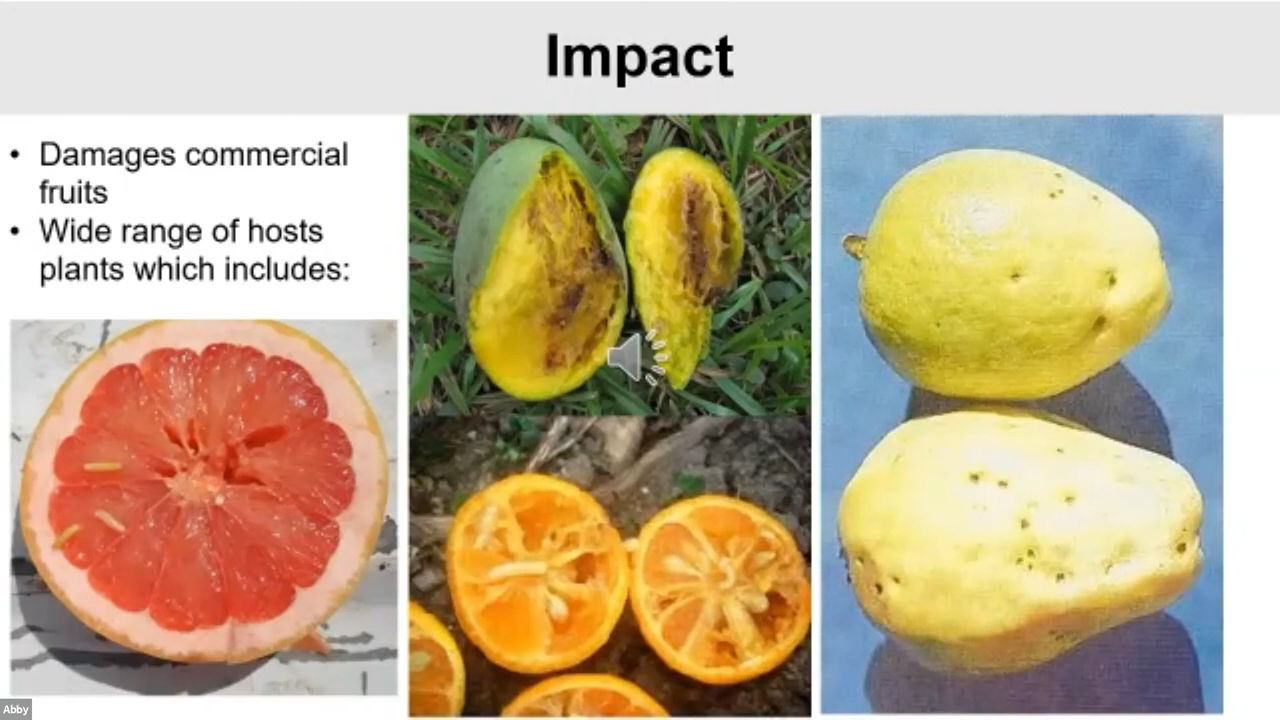 Impact
• Damages commercial
fruits
• Wide range of hosts
plants which includes:
Abby